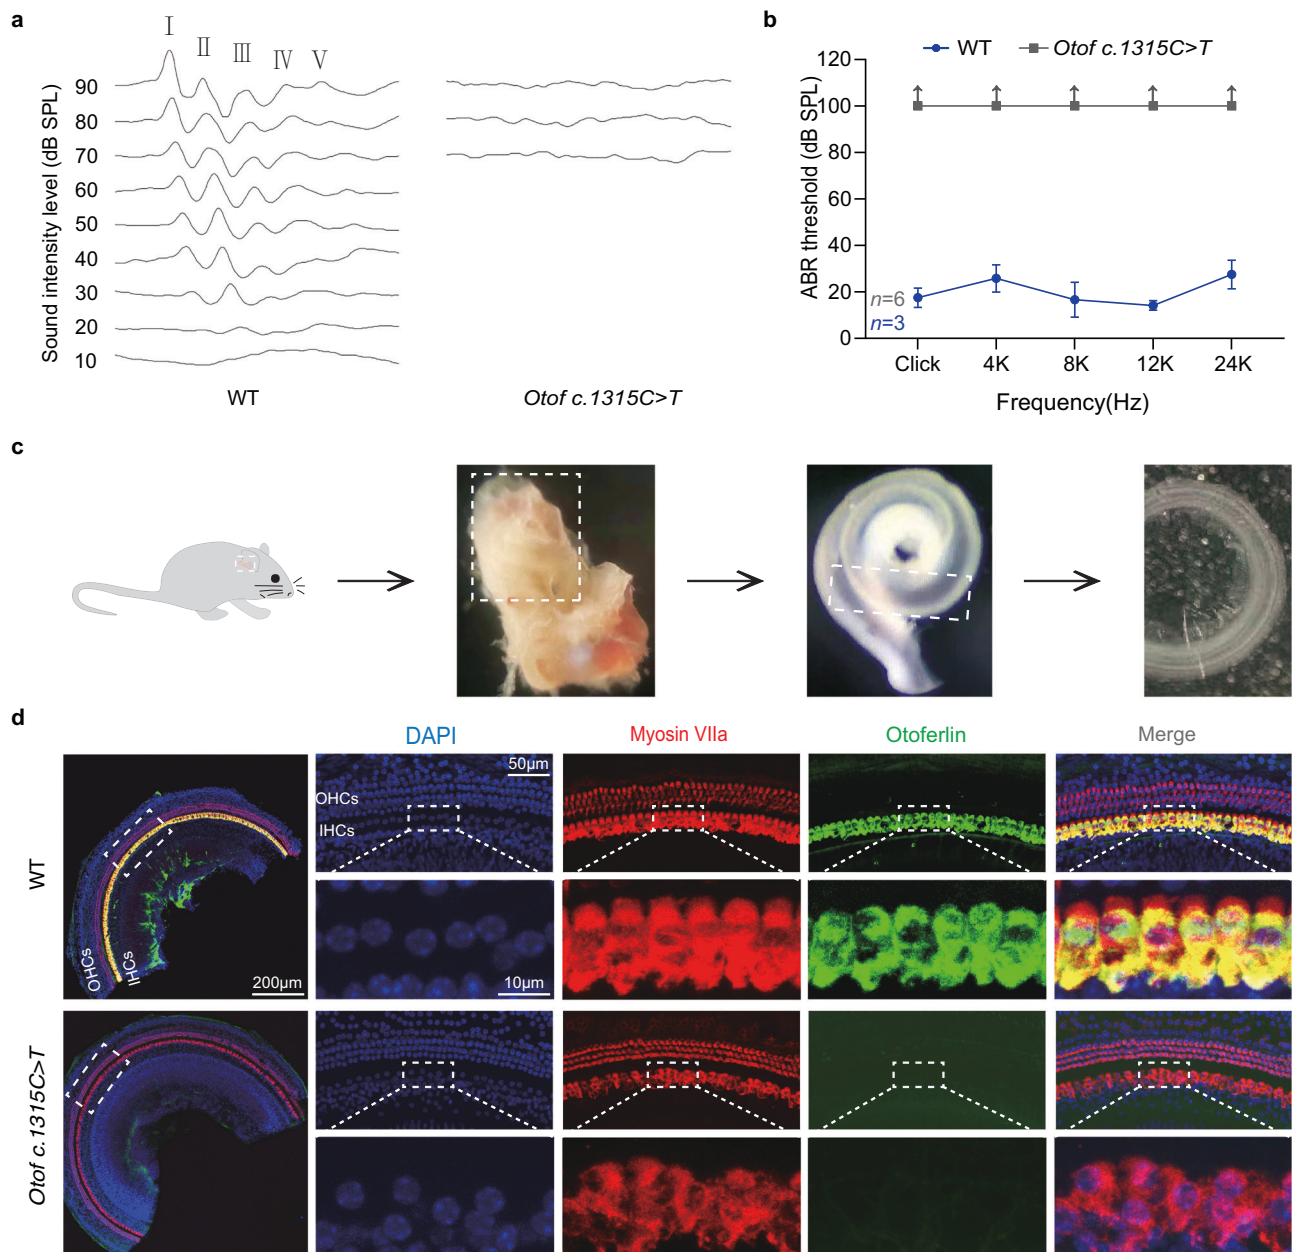 a
I II III IV V
Sound intensity level (dB SPL)
90
80
70
60
50
40
30
20
10
WT
Otof c.1315C>T
b
WT
Otof c.1315C>T
ABR threshold (dB SPL)
120
100
80
60
40
20
0
n=6
n=3
Click 4K 8K 12K 24K
Frequency(Hz)
c
d
DAPI Myosin VIIa Otoferlin Merge
WT
OHCs
IHCs
200μm
50μm
OHCs
IHCs
10μm
Otof c.1315C>T